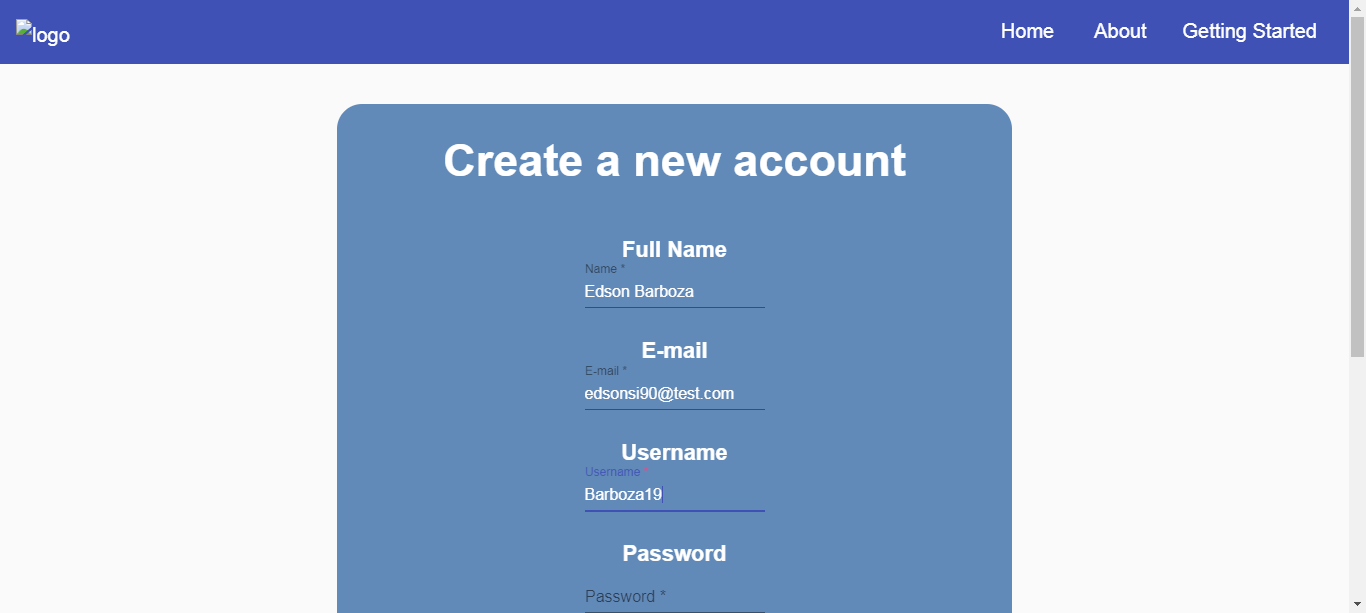 logo
Home About Getting Started
Create a new account
Full Name
Name *
Edson Barboza
E-mail
E-mail *
edsonsi90@test.com
Username
Username *
Barboza19
Password
Password *